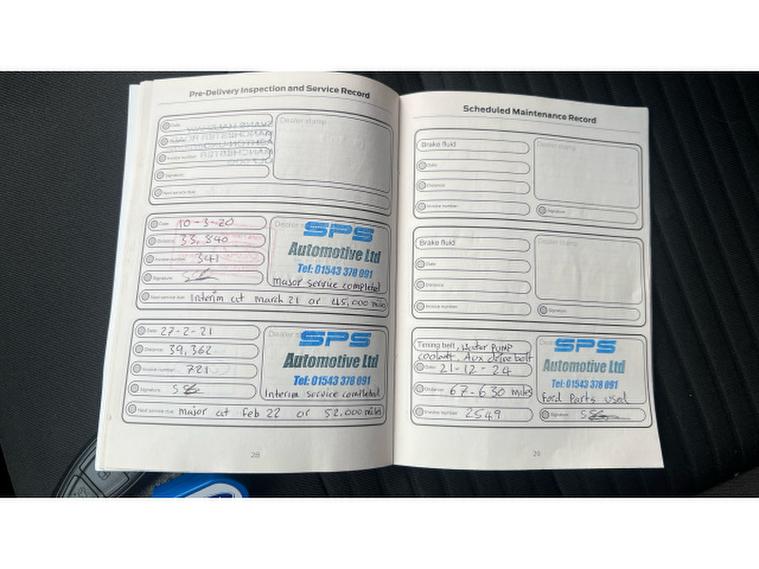 Pre-Delivery Inspection and Service Record
Date
Dealer stamp
Invoice number
Signature
Next service due
Date 10-3-20
Distance 33,840
Invoice number 341
Signature
Dealer
SPS
Automotive Ltd
Tel: 01543 378 091
major service completed
Next service due Interim at march 21 or 45,000 miles
Date 27-2-21
Distance 39,362
Invoice number 721
Signature
Dealer
SPS
Automotive Ltd
Tel: 01543 378 091
Interim service completed
Next service due major at Feb 22 or 52,000 miles
28
Scheduled Maintenance Record
Brake fluid
Date
Distance
Invoice number
Dealer stamp
Signature
Brake fluid
Date
Distance
Invoice number
Dealer stamp
Signature
Timing belt, Water PUMP
coolant. Aux drive belt
Date 21-12-24
Distance 67-630 miles
Invoice number 2549
Dealer
SPS
Automotive Ltd
Tel: 01543 378 091
Ford Parts used
Signature
29